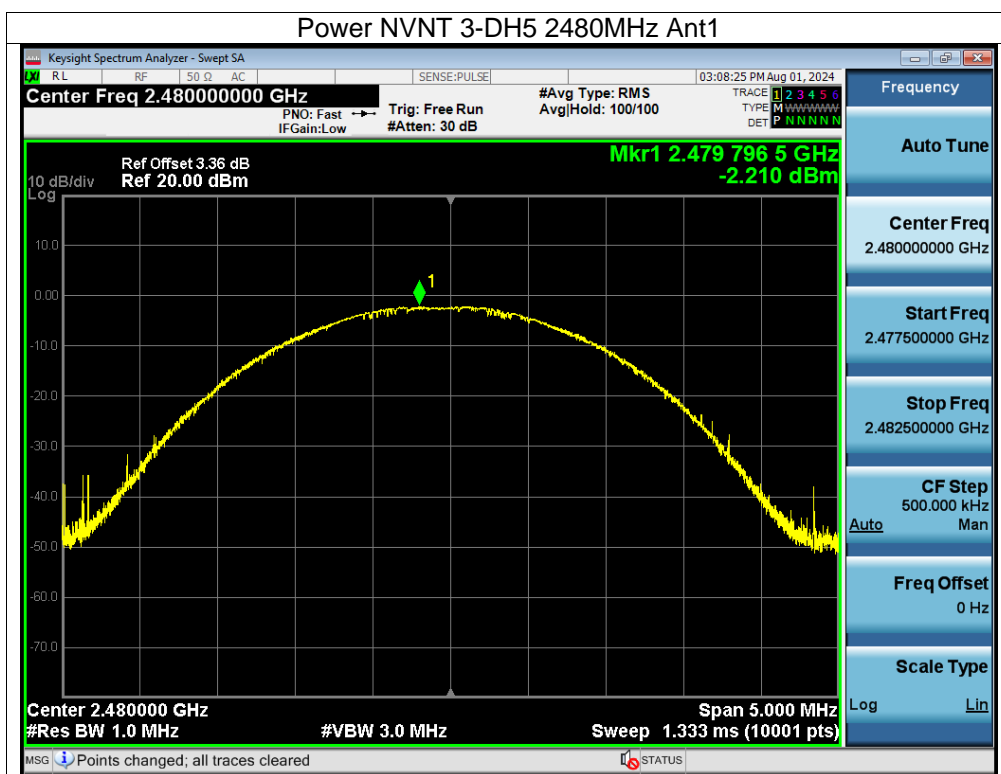 Power NVNT 3-DH5 2480MHz Ant1
Keysight Spectrum Analyzer - Swept SA
LXI RL RF 50 Ω AC SENSE:PULSE 03:08:25 PM Aug 01, 2024
Center Freq 2.480000000 GHz #Avg Type: RMS TRACE 1 2 3 4 5 6
PNO: Fast Trig: Free Run Avg|Hold: 100/100 TYPE M WWWWW
IFGain:Low #Atten: 30 dB DET P N N N N N
Mkr1 2.479 796 5 GHz
Ref Offset 3.36 dB
10 dB/div Ref 20.00 dBm -2.210 dBm
Log
10.0
1
0.00
-10.0
-20.0
-30.0
-40.0
-50.0
-60.0
-70.0
Center 2.480000 GHz Span 5.000 MHz
#Res BW 1.0 MHz #VBW 3.0 MHz Sweep 1.333 ms (10001 pts)
MSG Points changed; all traces cleared STATUS
Frequency
Auto Tune
Center Freq
2.480000000 GHz
Start Freq
2.477500000 GHz
Stop Freq
2.482500000 GHz
CF Step
500.000 kHz
Auto Man
Freq Offset
0 Hz
Scale Type
Log Lin